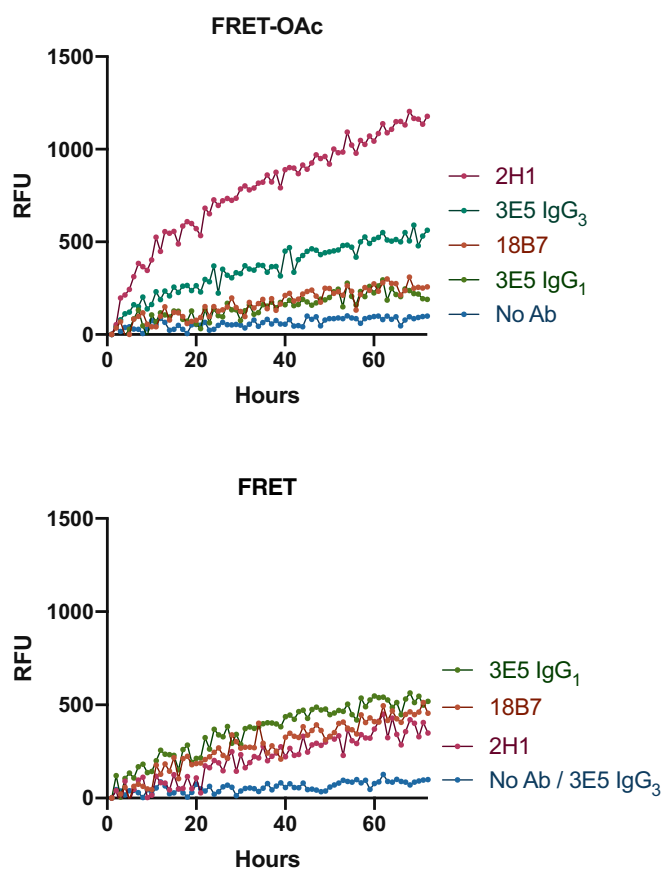 FRET-OAc
1500
1000
500
0
RFU
0 20 40 60
Hours
2H1
3E5 IgG₃
18B7
3E5 IgG₁
No Ab
FRET
1500
1000
500
0
RFU
0 20 40 60
Hours
3E5 IgG₁
18B7
2H1
No Ab / 3E5 IgG₃